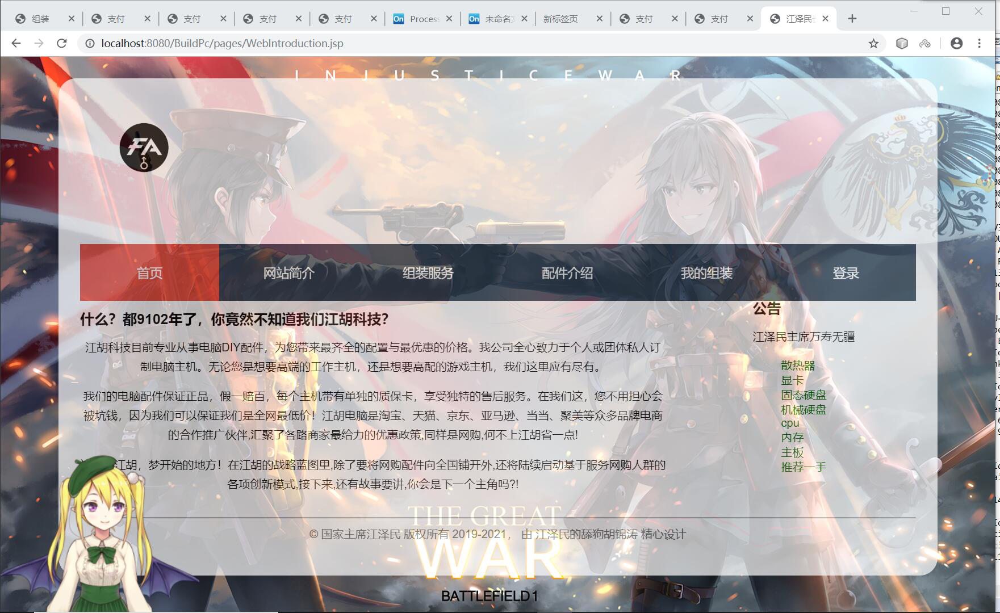 组装
支付
支付
支付
支付
On Process
On 未命名文
新标签页
支付
支付
江泽民
localhost:8080/BuildPc/pages/WebIntroduction.jsp
INJUSTICEWAR
FA
首页
网站简介
组装服务
配件介绍
我的组装
登录
什么？都9102年了，你竟然不知道我们江胡科技？
江胡科技目前专业从事电脑DIY配件，为您带来最齐全的配置与最优惠的价格。我公司全心致力于个人或团体私人订
制电脑主机。无论您是想要高端的工作主机，还是想要高配的游戏主机，我们这里应有尽有。
我们的电脑配件保证正品，假一赔百，每个主机带有单独的质保卡，享受独特的售后服务。在我们这，您不用担心会
被坑钱，因为我们可以保证我们是全网最低价！江胡电脑是淘宝、天猫、京东、亚马逊、当当、聚美等众多品牌电商
的合作推广伙伴,汇聚了各路商家最给力的优惠政策,同样是网购,何不上江胡省一点!
江胡，梦开始的地方！在江胡的战略蓝图里,除了要将网购配件向全国铺开外,还将陆续启动基于服务网购人群的
各项创新模式,接下来,还有故事要讲,你会是下一个主角吗?!
公告
江泽民主席万寿无疆
散热器
显卡
固态硬盘
机械硬盘
cpu
内存
主板
推荐一手
THE GREAT
© 国家主席江泽民 版权所有 2019-2021， 由 江泽民的舔狗胡锦涛 精心设计
WAR
BATTLEFIELD 1